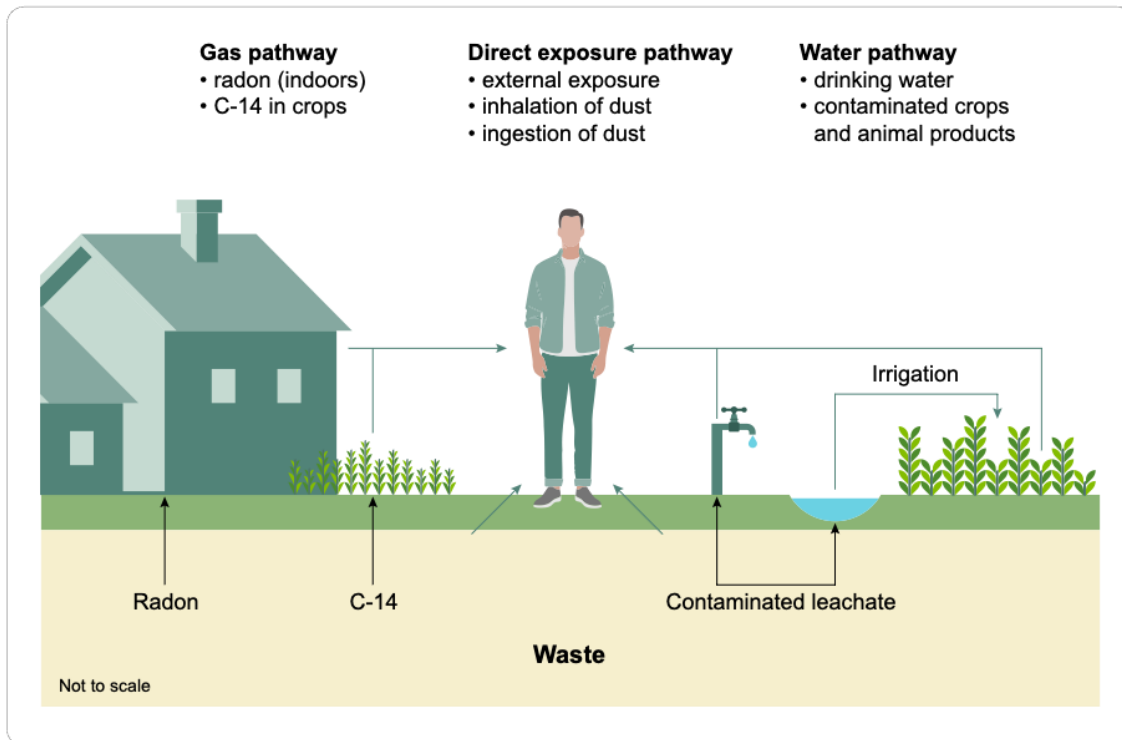 Gas pathway
• radon (indoors)
• C-14 in crops
Direct exposure pathway
• external exposure
• inhalation of dust
• ingestion of dust
Water pathway
• drinking water
• contaminated crops
and animal products
Irrigation
Radon
C-14
Contaminated leachate
Waste
Not to scale